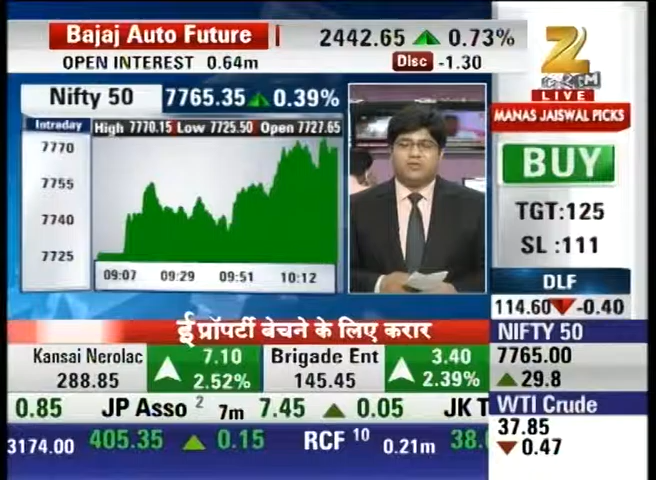 Bajaj Auto Future
2442.65 0.73%
OPEN INTEREST 0.64m
Disc -1.30
Z
LIVE
Nifty 50 7765.35 0.39%
Intraday High 7770.15 Low 7725.50 Open 7727.65
7770
7755
7740
7725
09:07 09:29 09:51 10:12
MANAS JAISWAL PICKS
BUY
TGT:125
SL :111
DLF
114.60 -0.40
ई प्रॉपर्टी बेचने के लिए करार
Kansai Nerolac 7.10
288.85 2.52%
Brigade Ent 3.40
145.45 2.39%
NIFTY 50
7765.00
29.8
0.85 JP Asso 2 7m 7.45 0.05 JK T
WTI Crude
37.85
0.47
3174.00 405.35 0.15 RCF 10 0.21m 38.